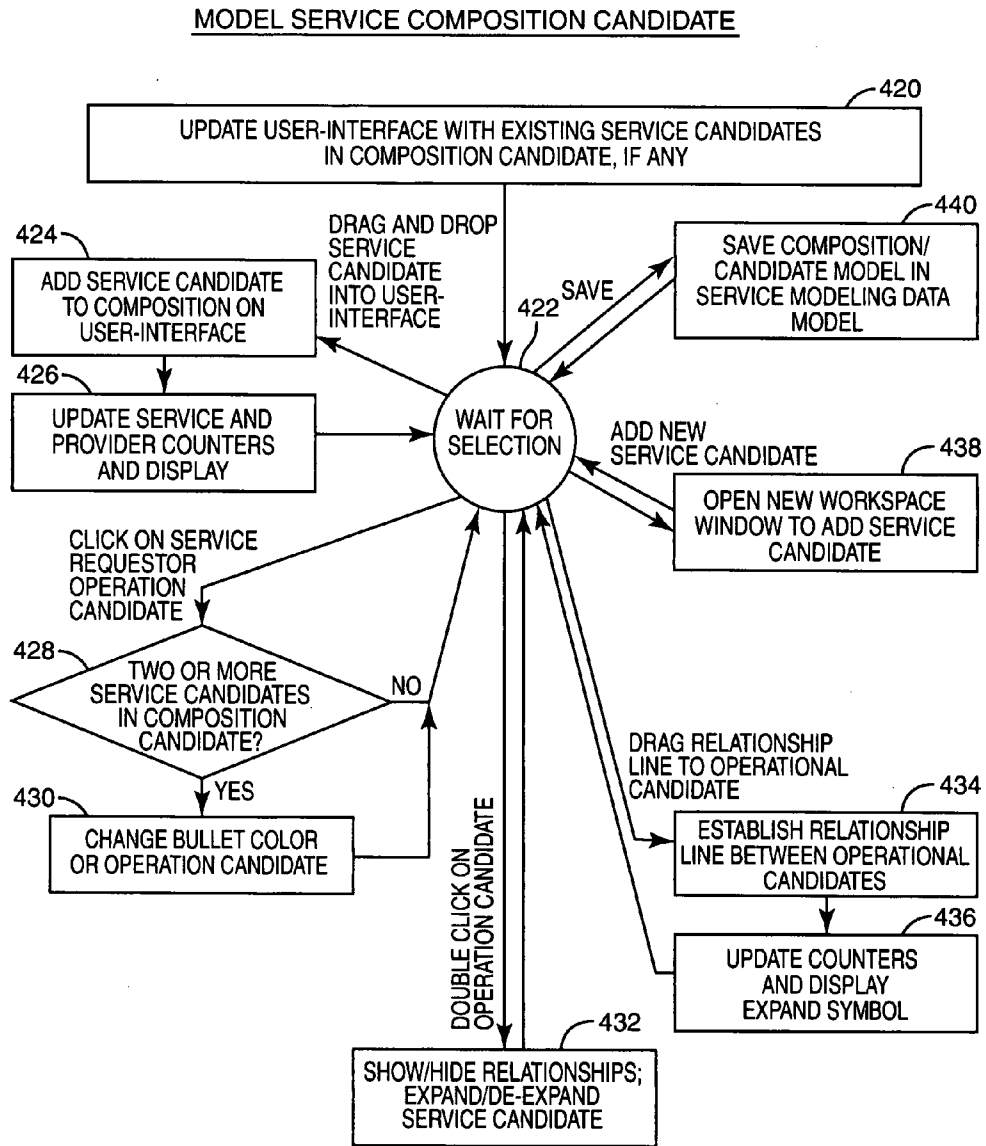 MODEL SERVICE COMPOSITION CANDIDATE
420
UPDATE USER-INTERFACE WITH EXISTING SERVICE CANDIDATES
IN COMPOSITION CANDIDATE, IF ANY
424
ADD SERVICE CANDIDATE
TO COMPOSITION ON
USER-INTERFACE
DRAG AND DROP
SERVICE
CANDIDATE
INTO USER-
INTERFACE
422
SAVE
440
SAVE COMPOSITION/
CANDIDATE MODEL IN
SERVICE MODELING DATA
MODEL
426
UPDATE SERVICE AND
PROVIDER COUNTERS
AND DISPLAY
WAIT FOR
SELECTION
ADD NEW
SERVICE CANDIDATE
438
OPEN NEW WORKSPACE
WINDOW TO ADD SERVICE
CANDIDATE
CLICK ON SERVICE
REQUESTOR
OPERATION
CANDIDATE
428
TWO OR MORE
SERVICE CANDIDATES
IN COMPOSITION
CANDIDATE?
NO
YES
430
CHANGE BULLET COLOR
OR OPERATION CANDIDATE
DOUBLE CLICK ON
OPERATION CANDIDATE
DRAG RELATIONSHIP
LINE TO OPERATIONAL
CANDIDATE
434
ESTABLISH RELATIONSHIP
LINE BETWEEN OPERATIONAL
CANDIDATES
436
UPDATE COUNTERS
AND DISPLAY
EXPAND SYMBOL
432
SHOW/HIDE RELATIONSHIPS;
EXPAND/DE-EXPAND
SERVICE CANDIDATE